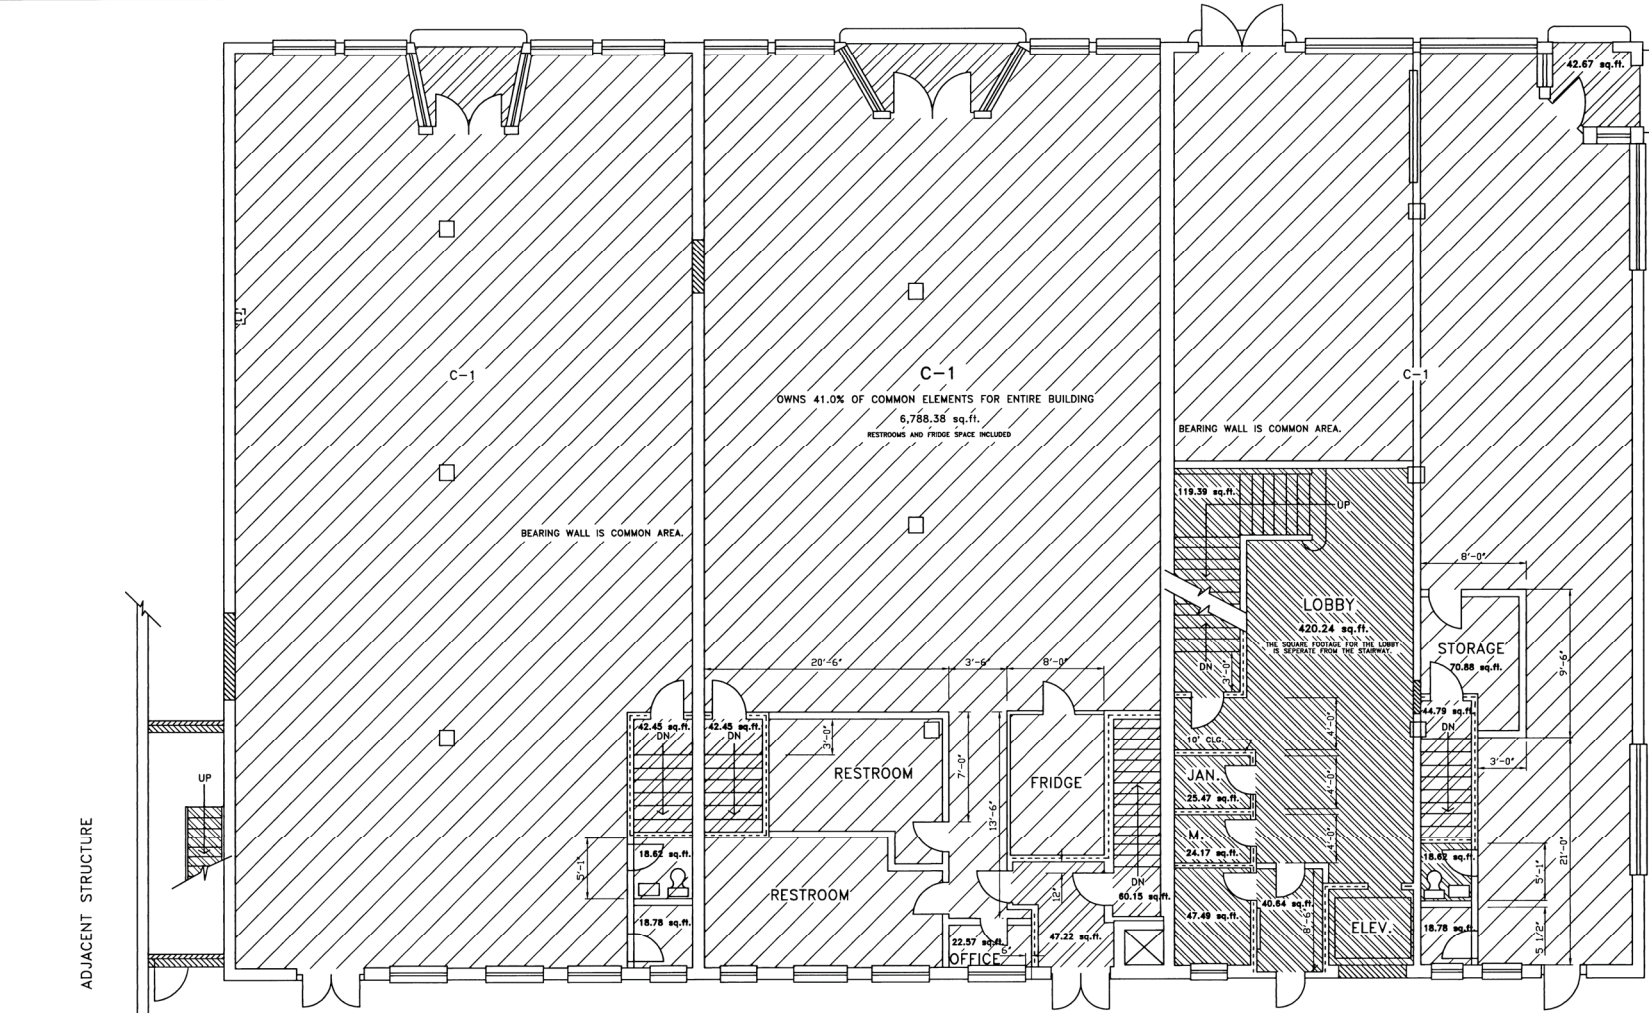 42.67 sq.ft.
C-1
C-1
OWNS 41.0% OF COMMON ELEMENTS FOR ENTIRE BUILDING
6,788.38 sq.ft.
RESTROOMS AND FRIDGE SPACE INCLUDED
C-1
BEARING WALL IS COMMON AREA.
BEARING WALL IS COMMON AREA.
119.39 sq.ft.
UP
8'-0"
LOBBY
420.24 sq.ft.
THE SQUARE FOOTAGE FOR THE LOBBY
IS SEPERATE FROM THE STAIRWAY.
STORAGE
70.88 sq.ft.
9'-6"
DN
3'-0"
20'-6"
3'-6"
8'-0"
42.45 sq.ft.
DN
42.45 sq.ft.
DN
3'-0"
44.79 sq.ft.
DN
10' CLG.
4'-0"
3'-0"
RESTROOM
7'-0"
FRIDGE
JAN.
25.47 sq.ft.
4'-0"
UP
13'-6"
M.
24.17 sq.ft.
4'-0"
ADJACENT STRUCTURE
5'-1"
18.62 sq.ft.
18.62 sq.ft.
5'-1"
21'-0"
RESTROOM
12"
DN
60.15 sq.ft.
47.49 sq.ft.
40.64 sq.ft.
8'-6"
ELEV.
18.78 sq.ft.
18.78 sq.ft.
5 1/2"
22.57 sq.ft.
6"
OFFICE
47.22 sq.ft.